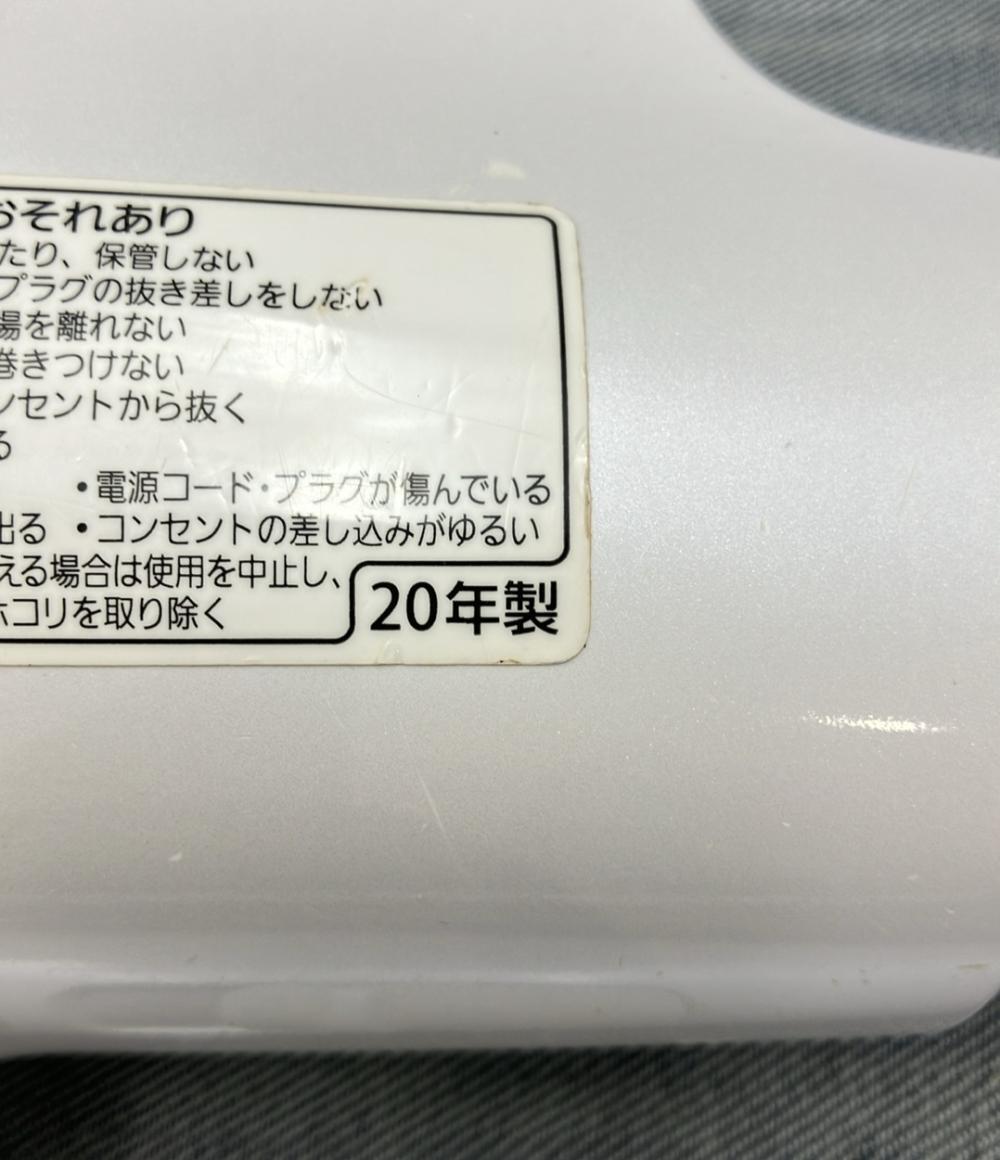 おそれあり
たり、保管しない
プラグの抜き差しをしない
場を離れない
巻きつけない
ンセントから抜く
る
・電源コード・プラグが傷んでいる
出る ・コンセントの差し込みがゆるい
える場合は使用を中止し、
ホコリを取り除く
20年製